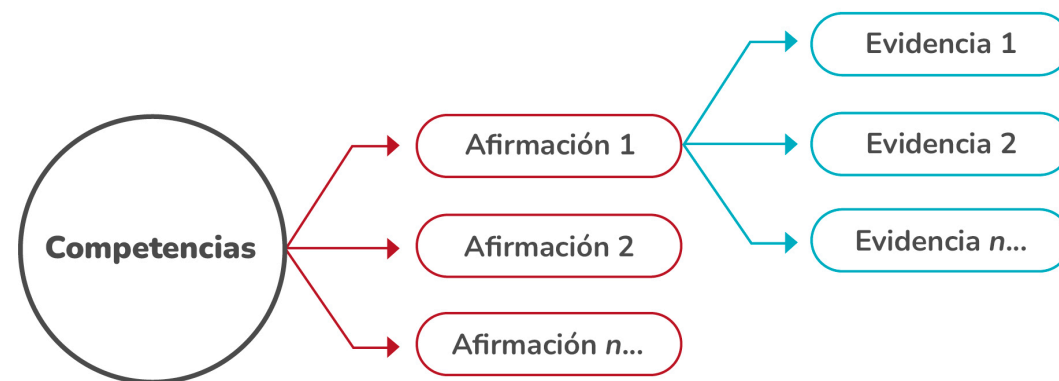 Competencias
Afirmación 1
Afirmación 2
Afirmación n...
Evidencia 1
Evidencia 2
Evidencia n...